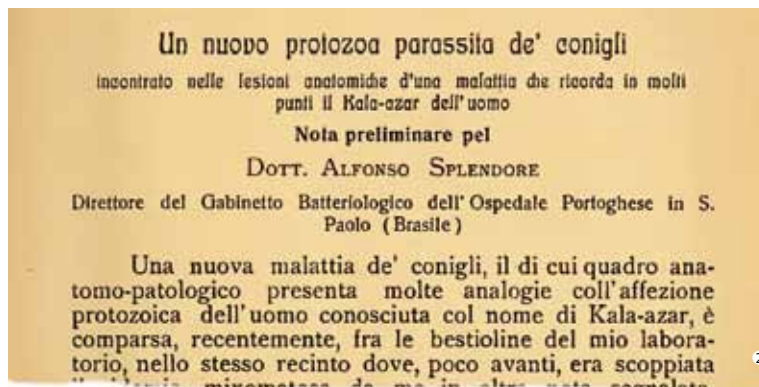 Un nuovo protozoa parassita de' conigli
incontrato nelle lesioni anatomiche d'una malattia che ricorda in molti
punti il Kala-azar dell'uomo
Nota preliminare pel
DOTT. ALFONSO SPLENDORE
Direttore del Gabinetto Batteriologico dell'Ospedale Portoghese in S.
Paolo (Brasile)
Una nuova malattia de' conigli, il di cui quadro ana-
tomo-patologico presenta molte analogie coll'affezione
protozoica dell'uomo conosciuta col nome di Kala-azar, è
comparsa, recentemente, fra le bestioline del mio labora-
torio, nello stesso recinto dove, poco avanti, era scoppiata
2